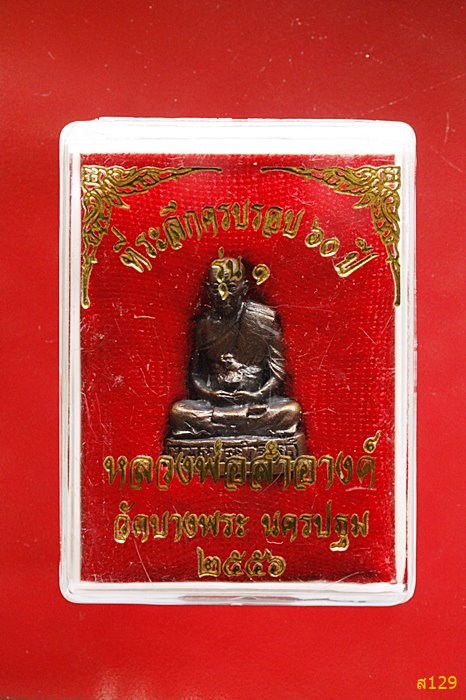 ที่ระลึกครบรอบ ๖๐ ปี
รุ่น ๑
หลวงพ่อสำอางค์
วัดบางพระ นครปฐม
๒๕๕๖
ส129